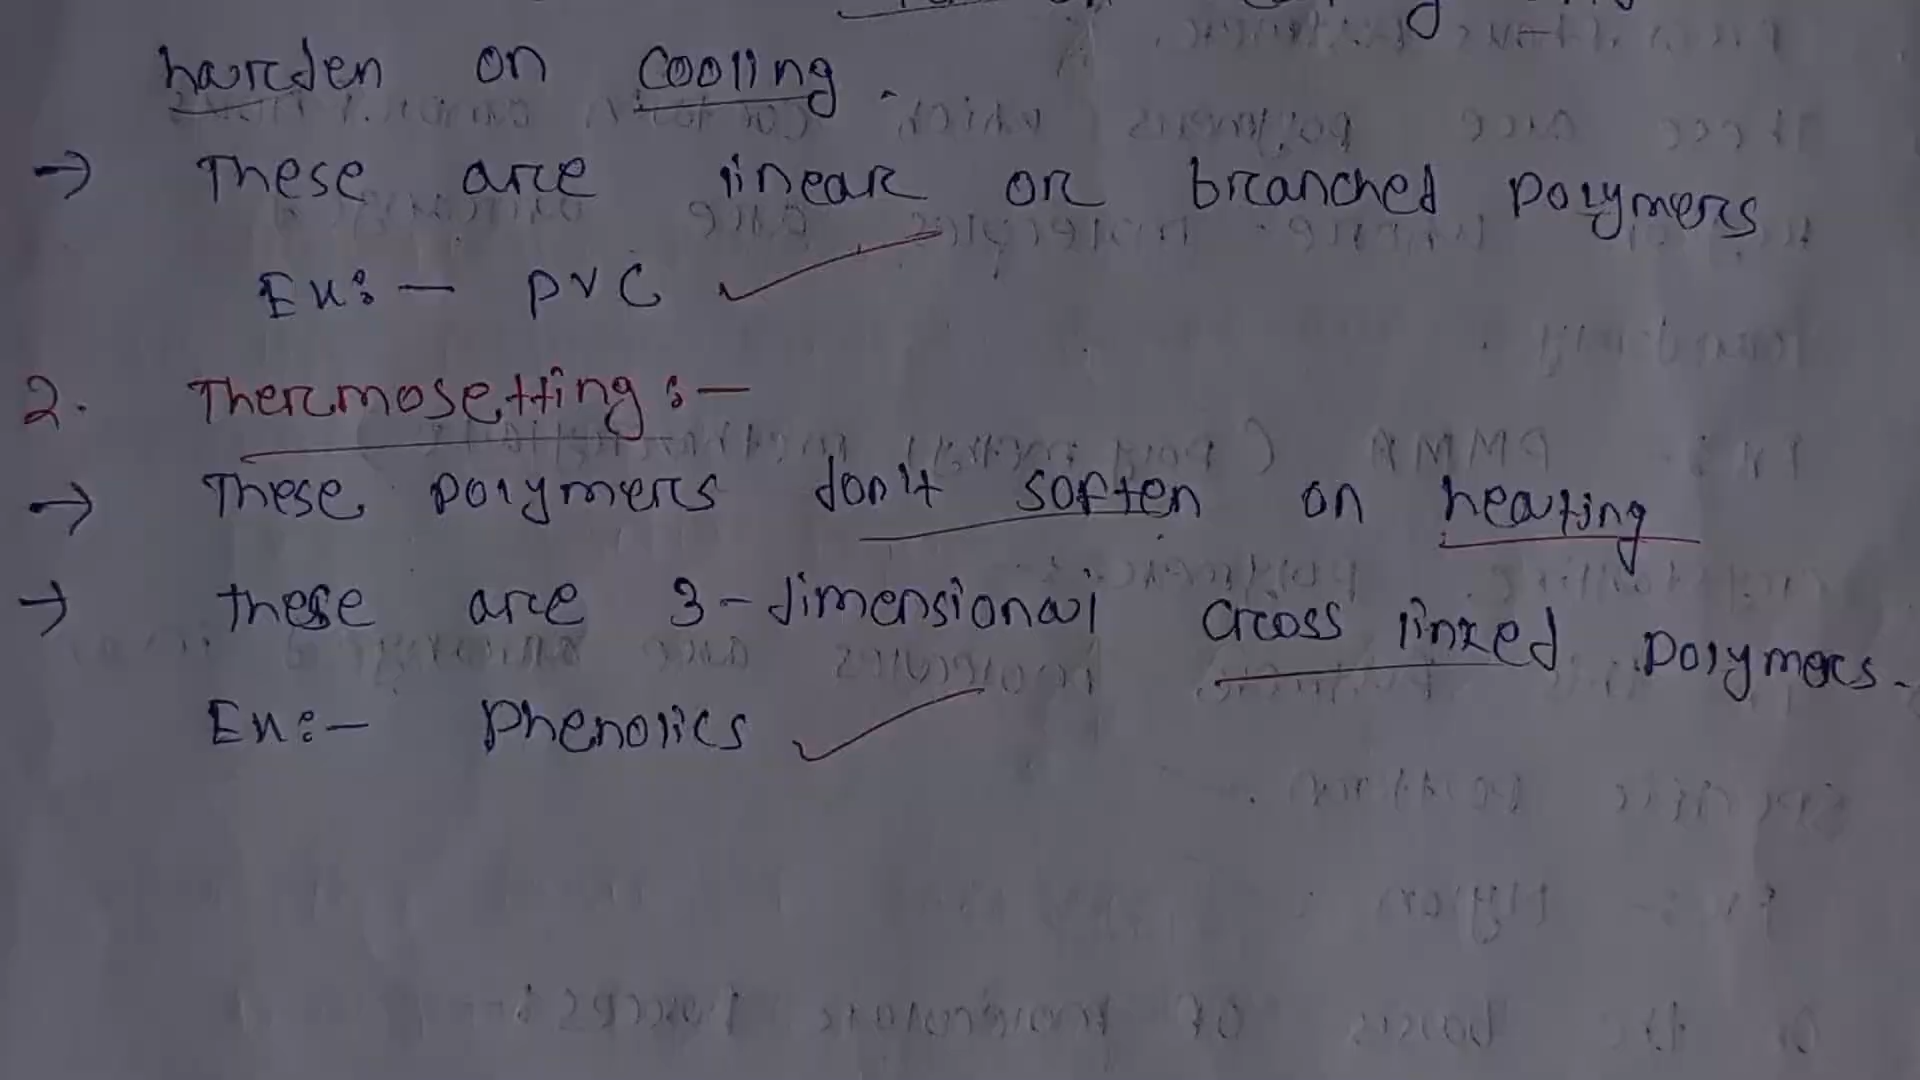 harden on cooling.
→ These are linear or branched polymers
Ex:- PVC
2. Thermosetting:-
→ These polymers don't soften on heating
→ these are 3-dimensional cross linked polymers.
Ex:- Phenolics